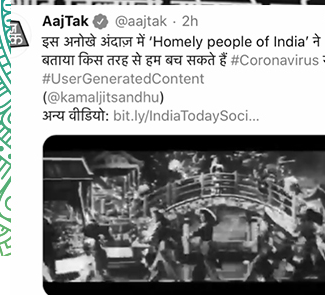 AajTak @aajtak · 2h
इस अनोखे अंदाज़ में ‘Homely people of India’ ने
बताया किस तरह से हम बच सकते हैं #Coronavirus
#UserGeneratedContent
(@kamaljitsandhu)
अन्य वीडियो: bit.ly/IndiaTodaySoci...